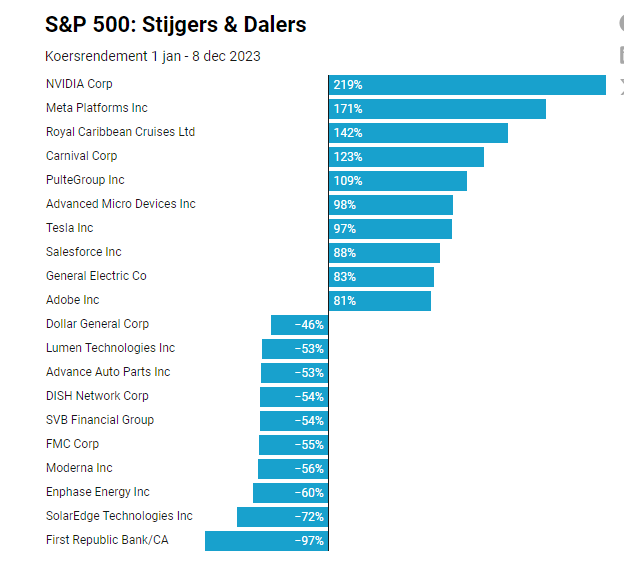 S&P 500: Stijgers & Dalers
Koersrendement 1 jan - 8 dec 2023
NVIDIA Corp 219%
Meta Platforms Inc 171%
Royal Caribbean Cruises Ltd 142%
Carnival Corp 123%
PulteGroup Inc 109%
Advanced Micro Devices Inc 98%
Tesla Inc 97%
Salesforce Inc 88%
General Electric Co 83%
Adobe Inc 81%
Dollar General Corp −46%
Lumen Technologies Inc −53%
Advance Auto Parts Inc −53%
DISH Network Corp −54%
SVB Financial Group −54%
FMC Corp −55%
Moderna Inc −56%
Enphase Energy Inc −60%
SolarEdge Technologies Inc −72%
First Republic Bank/CA −97%